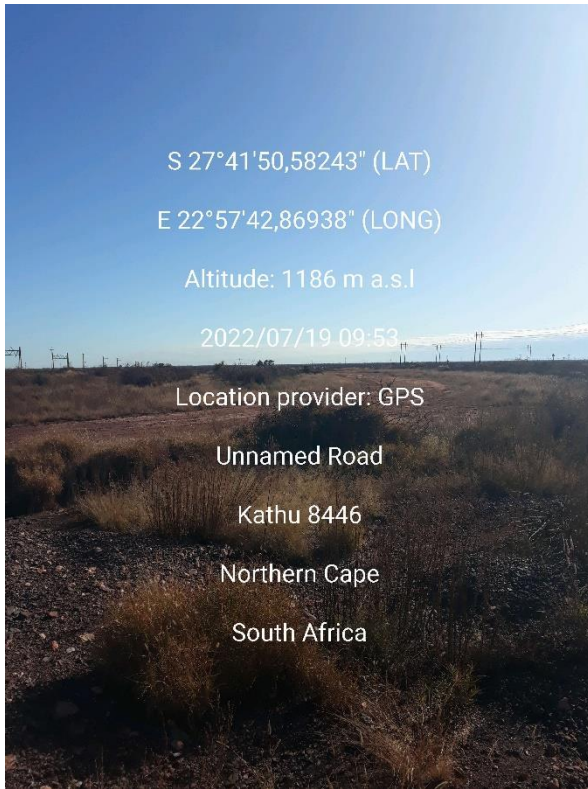 S 27°41'50,58243" (LAT)
E 22°57'42,86938" (LONG)
Altitude: 1186 m a.s.l
2022/07/19 09:53
Location provider: GPS
Unnamed Road
Kathu 8446
Northern Cape
South Africa